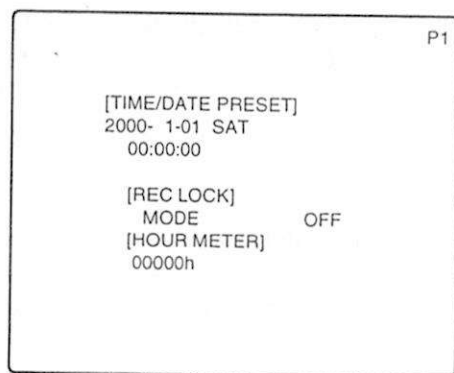 P1
[TIME/DATE PRESET]
2000- 1-01 SAT
00:00:00
[REC LOCK]
MODE OFF
[HOUR METER]
00000h